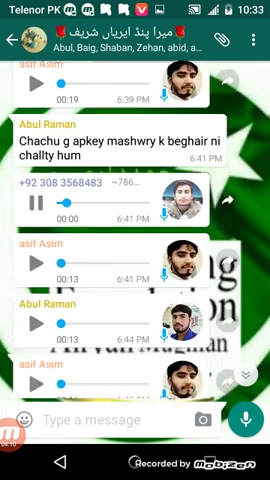 Telenor PK
10:33
🌹میرا پنڈ ایریاں شریف🌹
Abul, Baig, Shaban, Zehan, abid, a...
asif Asim
00:19 6:39 PM
Abul Raman
Chachu g apkey mashwry k beghair ni
challty hum
6:41 PM
+92 308 3568483 ~786...
00:00 6:41 PM
asif Asim
00:13 6:41 PM
Abul Raman
00:13 6:44 PM
asif Asim
Type a message
04:10
Recorded by mobizen